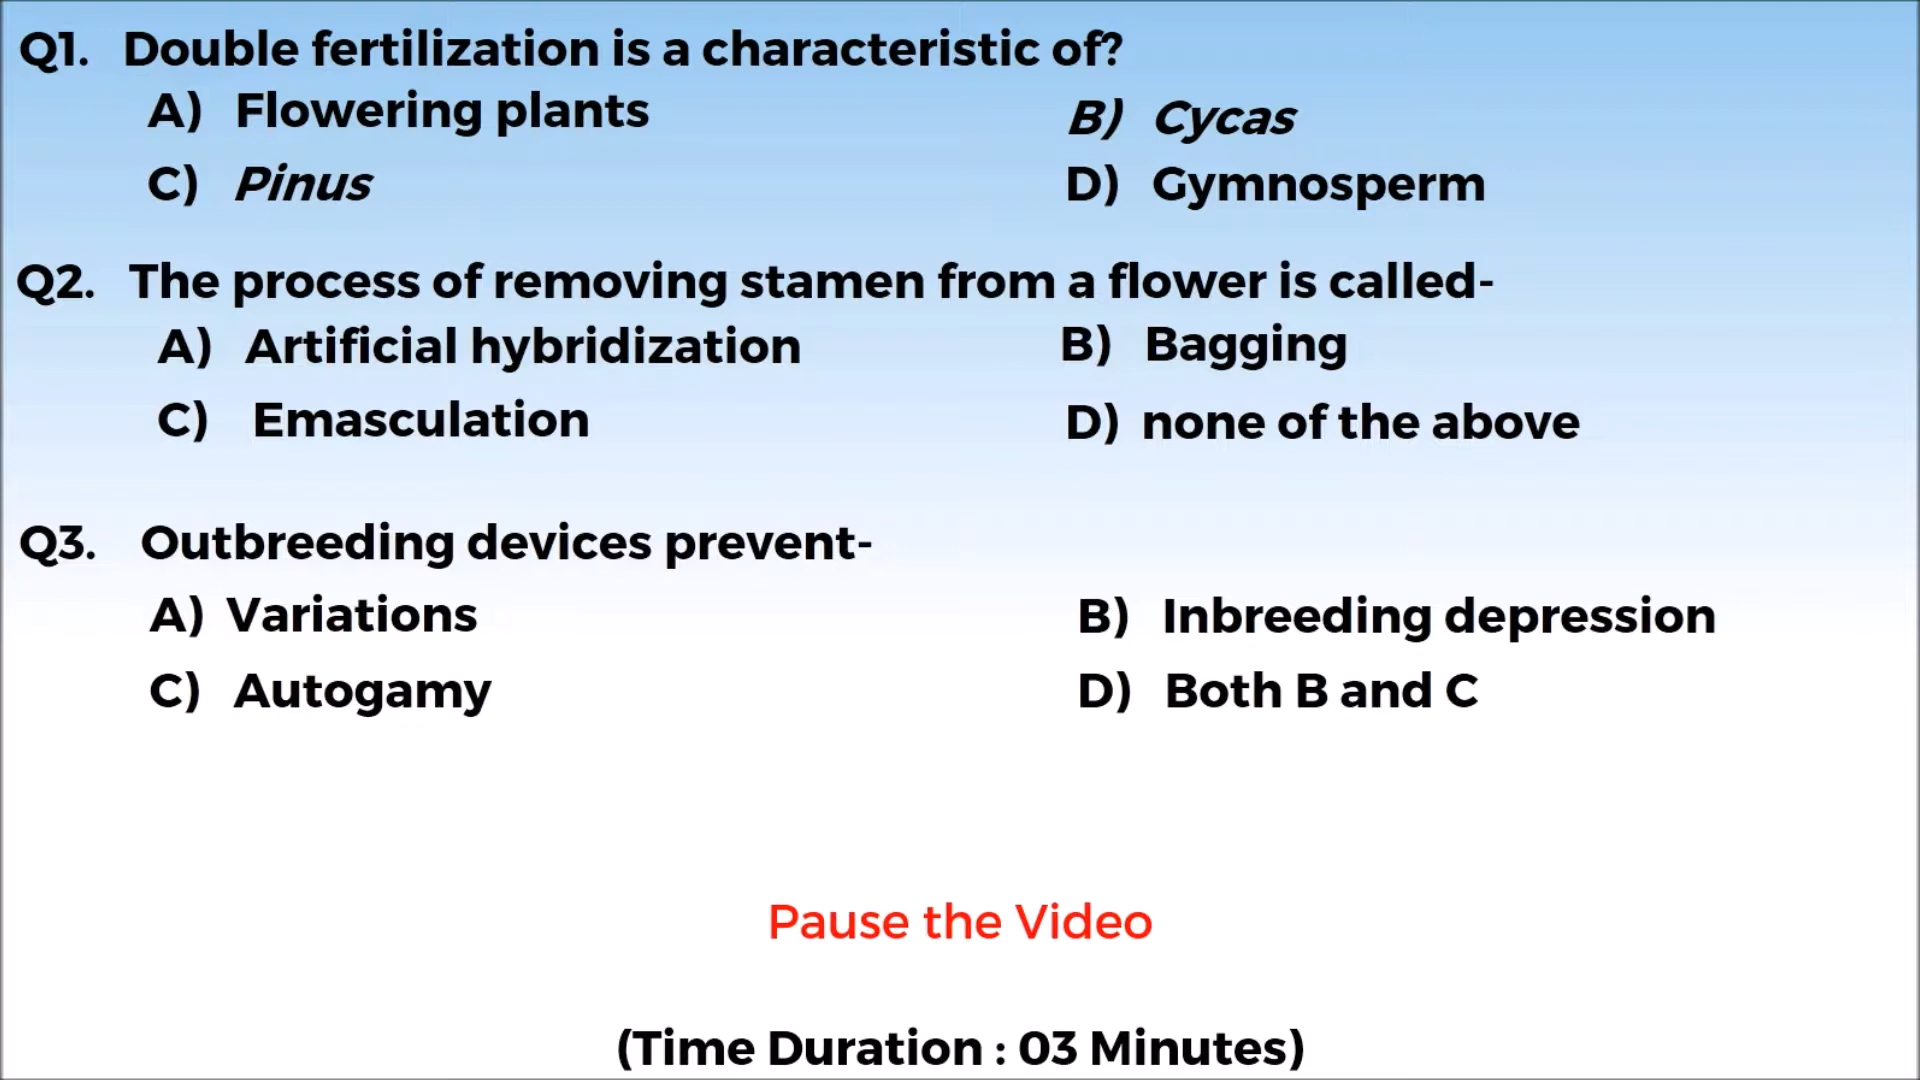 Q1. Double fertilization is a characteristic of?
A) Flowering plants B) Cycas
C) Pinus D) Gymnosperm
Q2. The process of removing stamen from a flower is called-
A) Artificial hybridization B) Bagging
C) Emasculation D) none of the above
Q3. Outbreeding devices prevent-
A) Variations B) Inbreeding depression
C) Autogamy D) Both B and C
Pause the Video
(Time Duration : 03 Minutes)